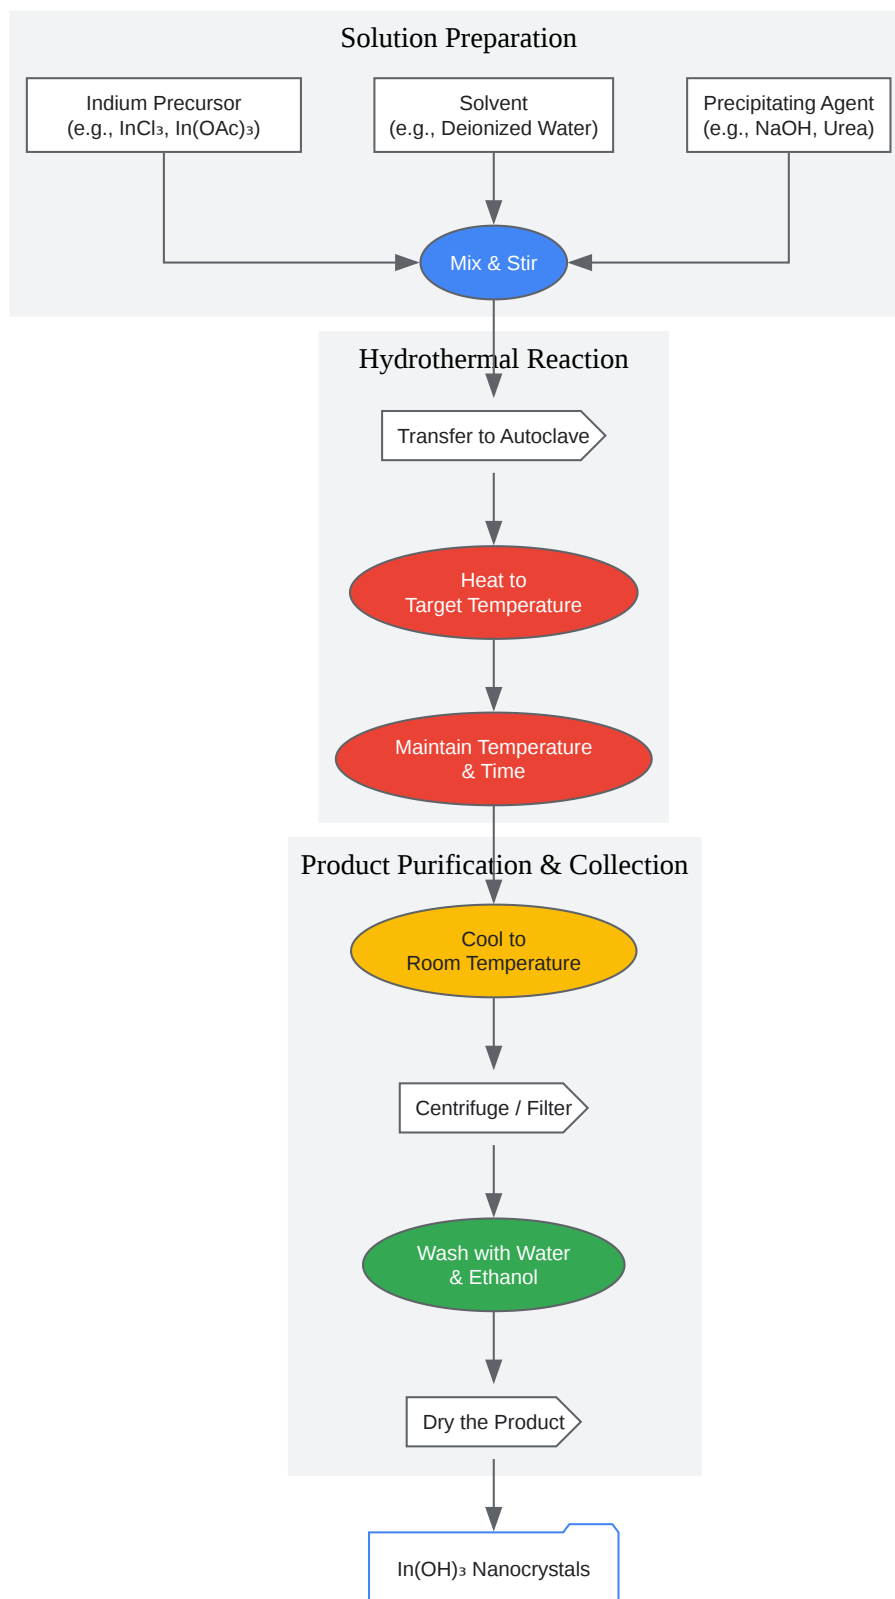 Solution Preparation
Indium Precursor
(e.g., InCl₃, In(OAc)₃)
Solvent
(e.g., Deionized Water)
Precipitating Agent
(e.g., NaOH, Urea)
Mix & Stir
Hydrothermal Reaction
Transfer to Autoclave
Heat to
Target Temperature
Maintain Temperature
& Time
Product Purification & Collection
Cool to
Room Temperature
Centrifuge / Filter
Wash with Water
& Ethanol
Dry the Product
In(OH)₃ Nanocrystals